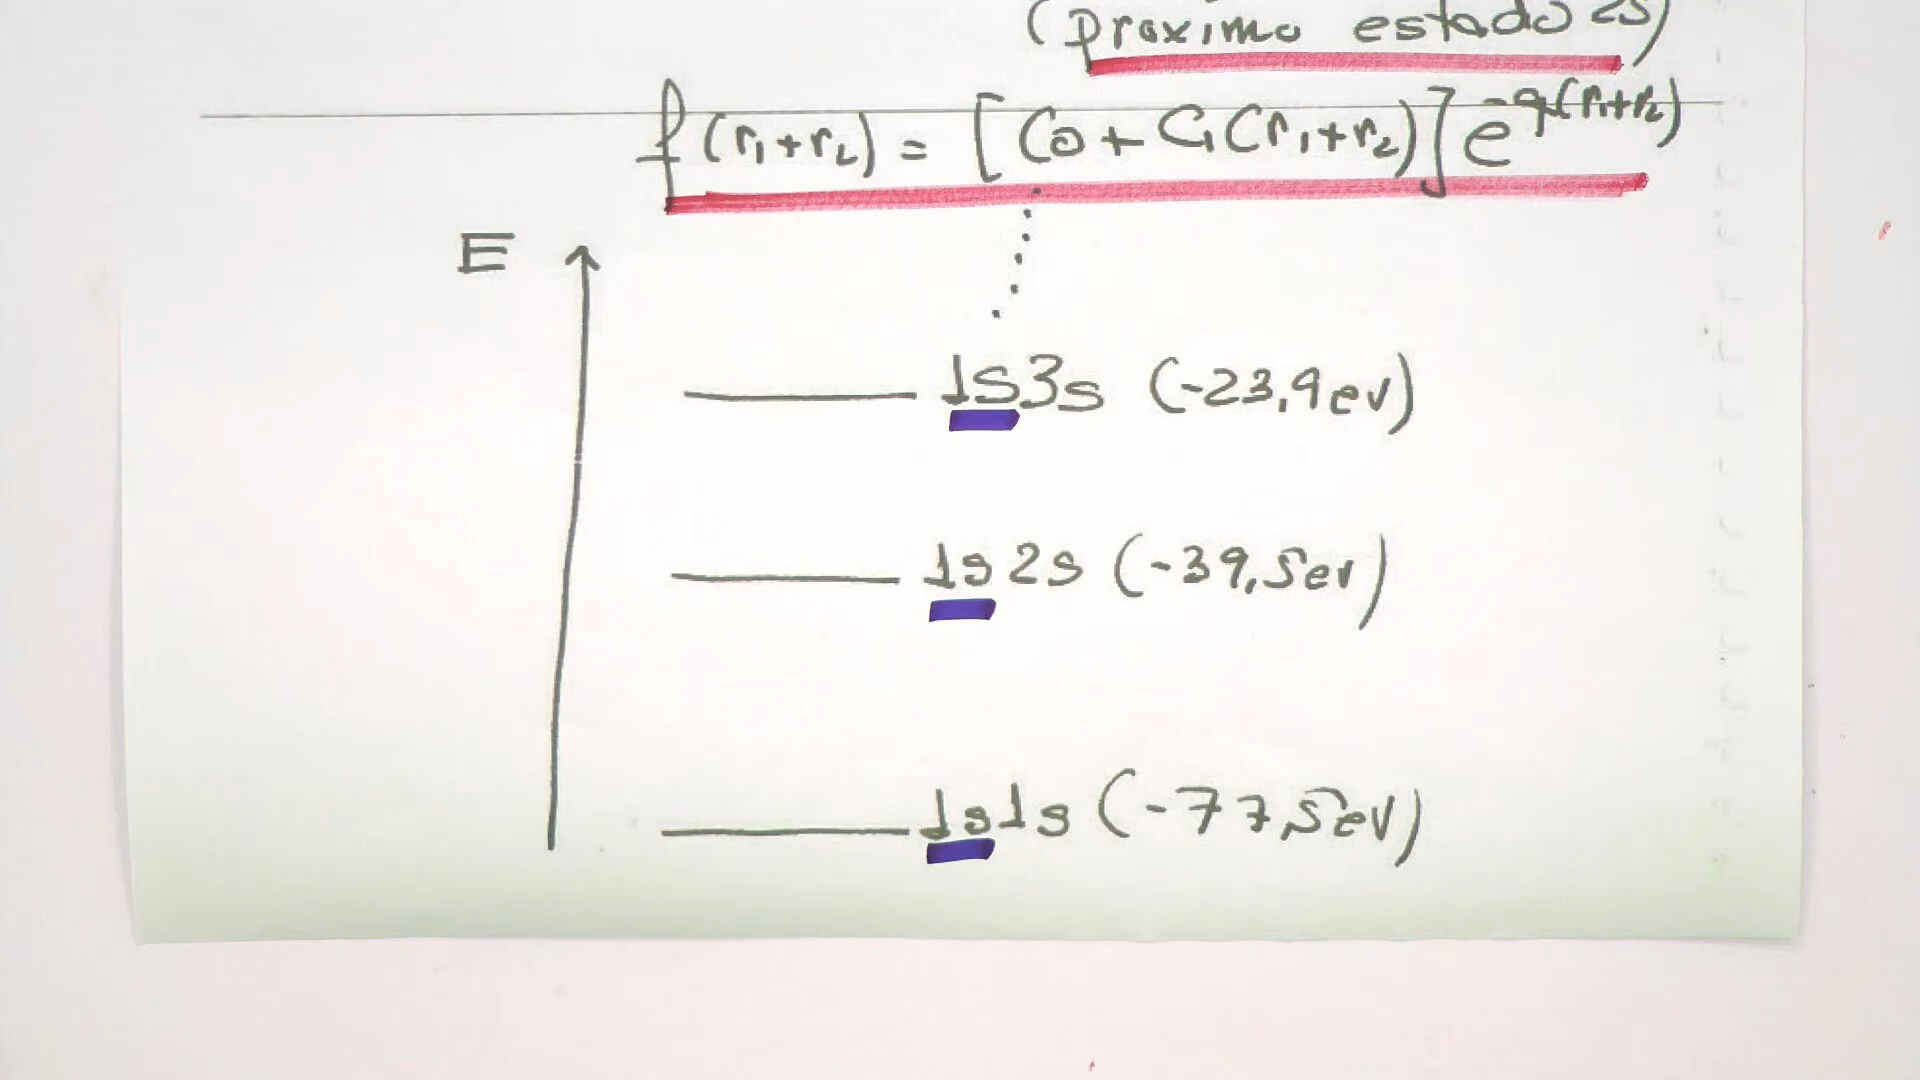 (proximo estado 2s)
f(r₁+r₂) = [C0+C₁(r₁+r₂)]e^-q(r₁+r₂)
E
1s3s (-23,9ev)
1s2s (-39,5ev)
1s1s (-77,5ev)